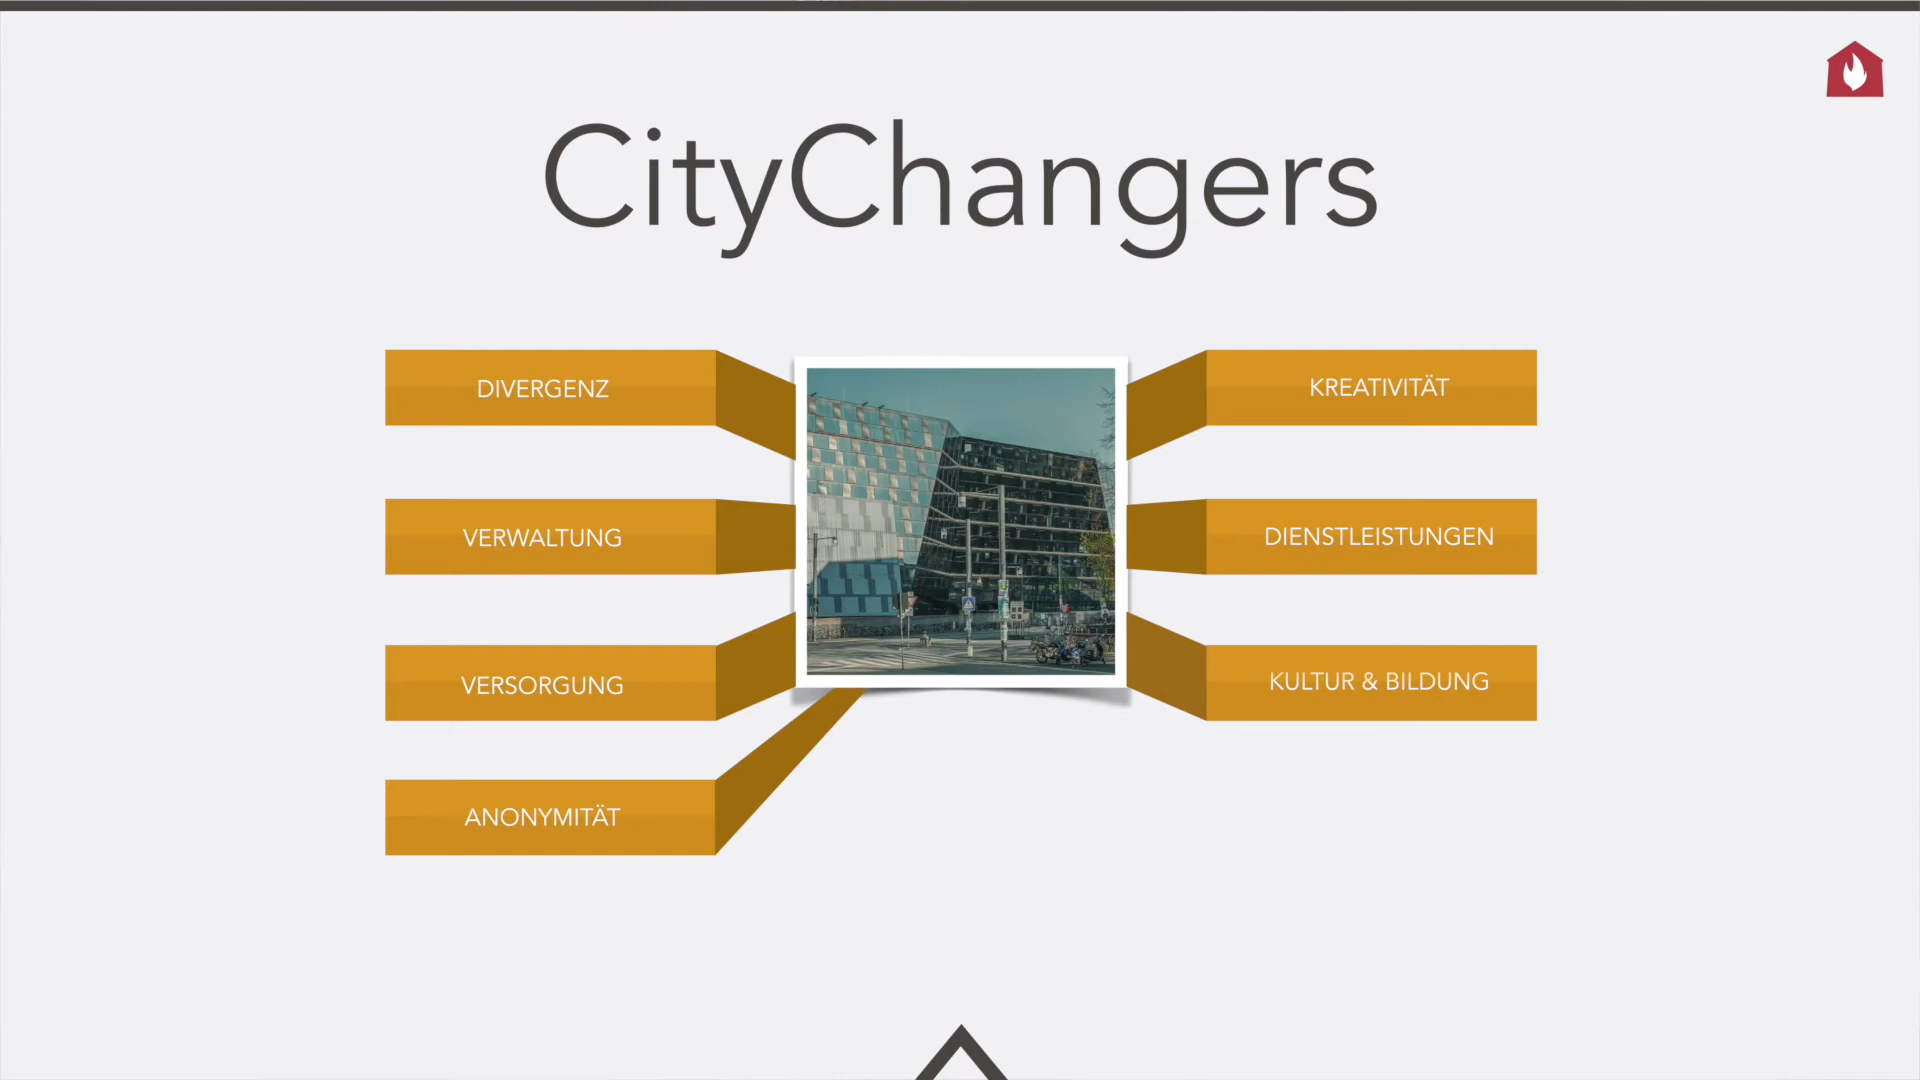 CityChangers
DIVERGENZ
VERWALTUNG
VERSORGUNG
ANONYMITÄT
KREATIVITÄT
DIENSTLEISTUNGEN
KULTUR & BILDUNG